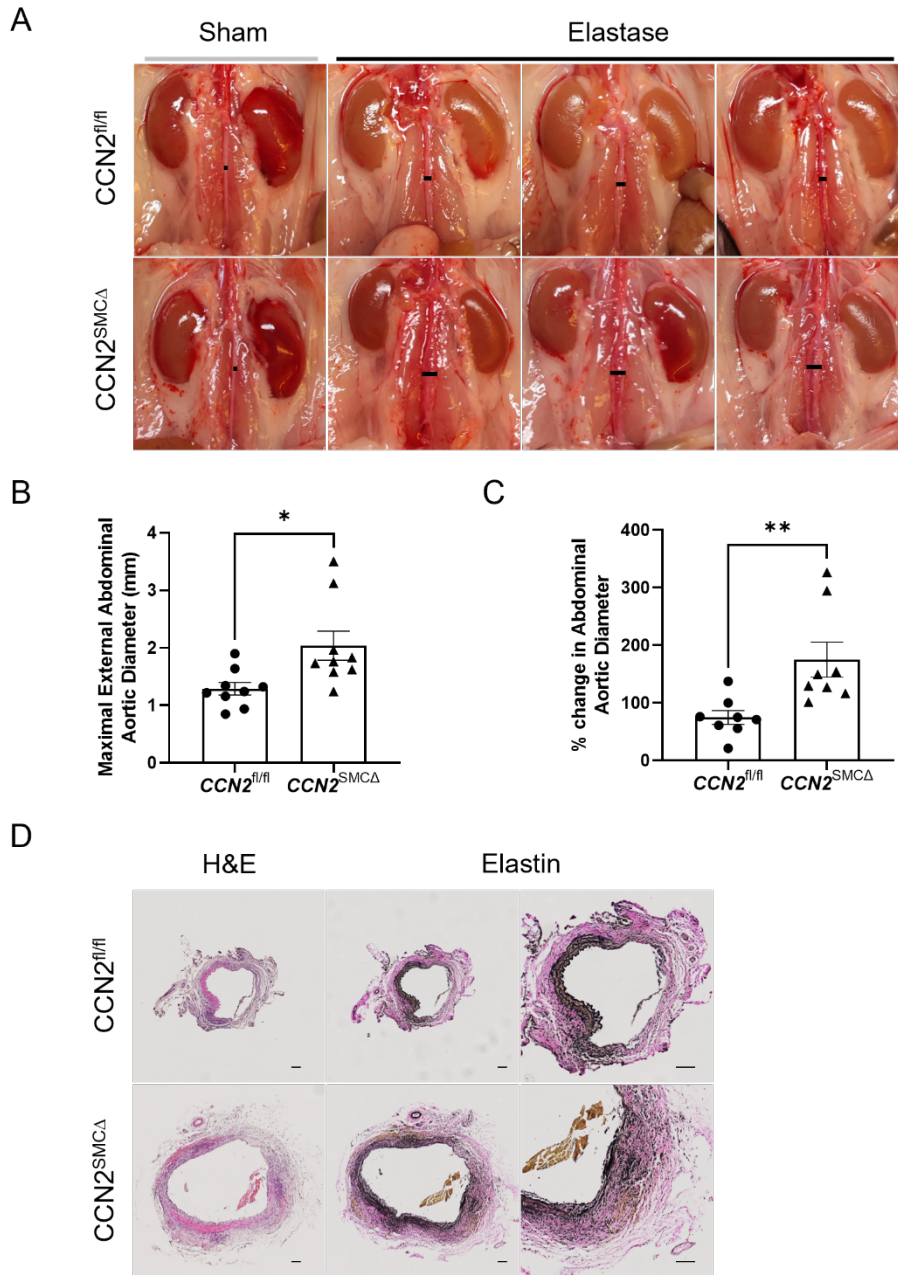 A
Sham Elastase
CCN2fl/fl
CCN2SMCΔ
B
Maximal External Abdominal
Aortic Diameter (mm)
4
3
2
1
0
*
CCN2fl/fl CCN2SMCΔ
C
% change in Abdominal
Aortic Diameter
400
300
200
100
0
**
CCN2fl/fl CCN2SMCΔ
D
H&E Elastin
CCN2fl/fl
CCN2SMCΔ